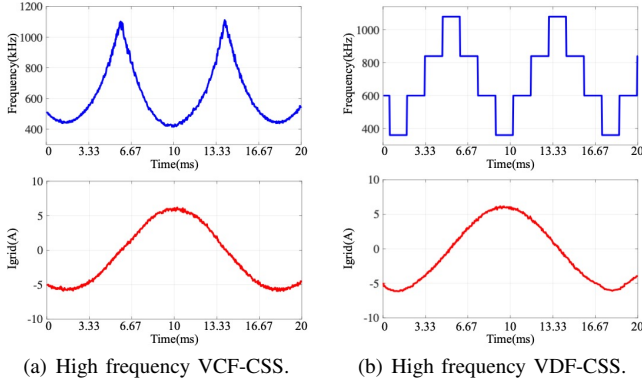 1200
1000
800
600
400
Frequency(kHz)
0 3.33 6.67 10 13.33 16.67 20
Time(ms)
1000
800
600
400
Frequency(kHz)
0 3.33 6.67 10 13.33 16.67 20
Time(ms)
10
5
0
-5
-10
Igrid(A)
0 3.33 6.67 10 13.33 16.67 20
Time(ms)
10
5
0
-5
-10
Igrid(A)
0 3.33 6.67 10 13.33 16.67 20
Time(ms)
(a) High frequency VCF-CSS.
(b) High frequency VDF-CSS.